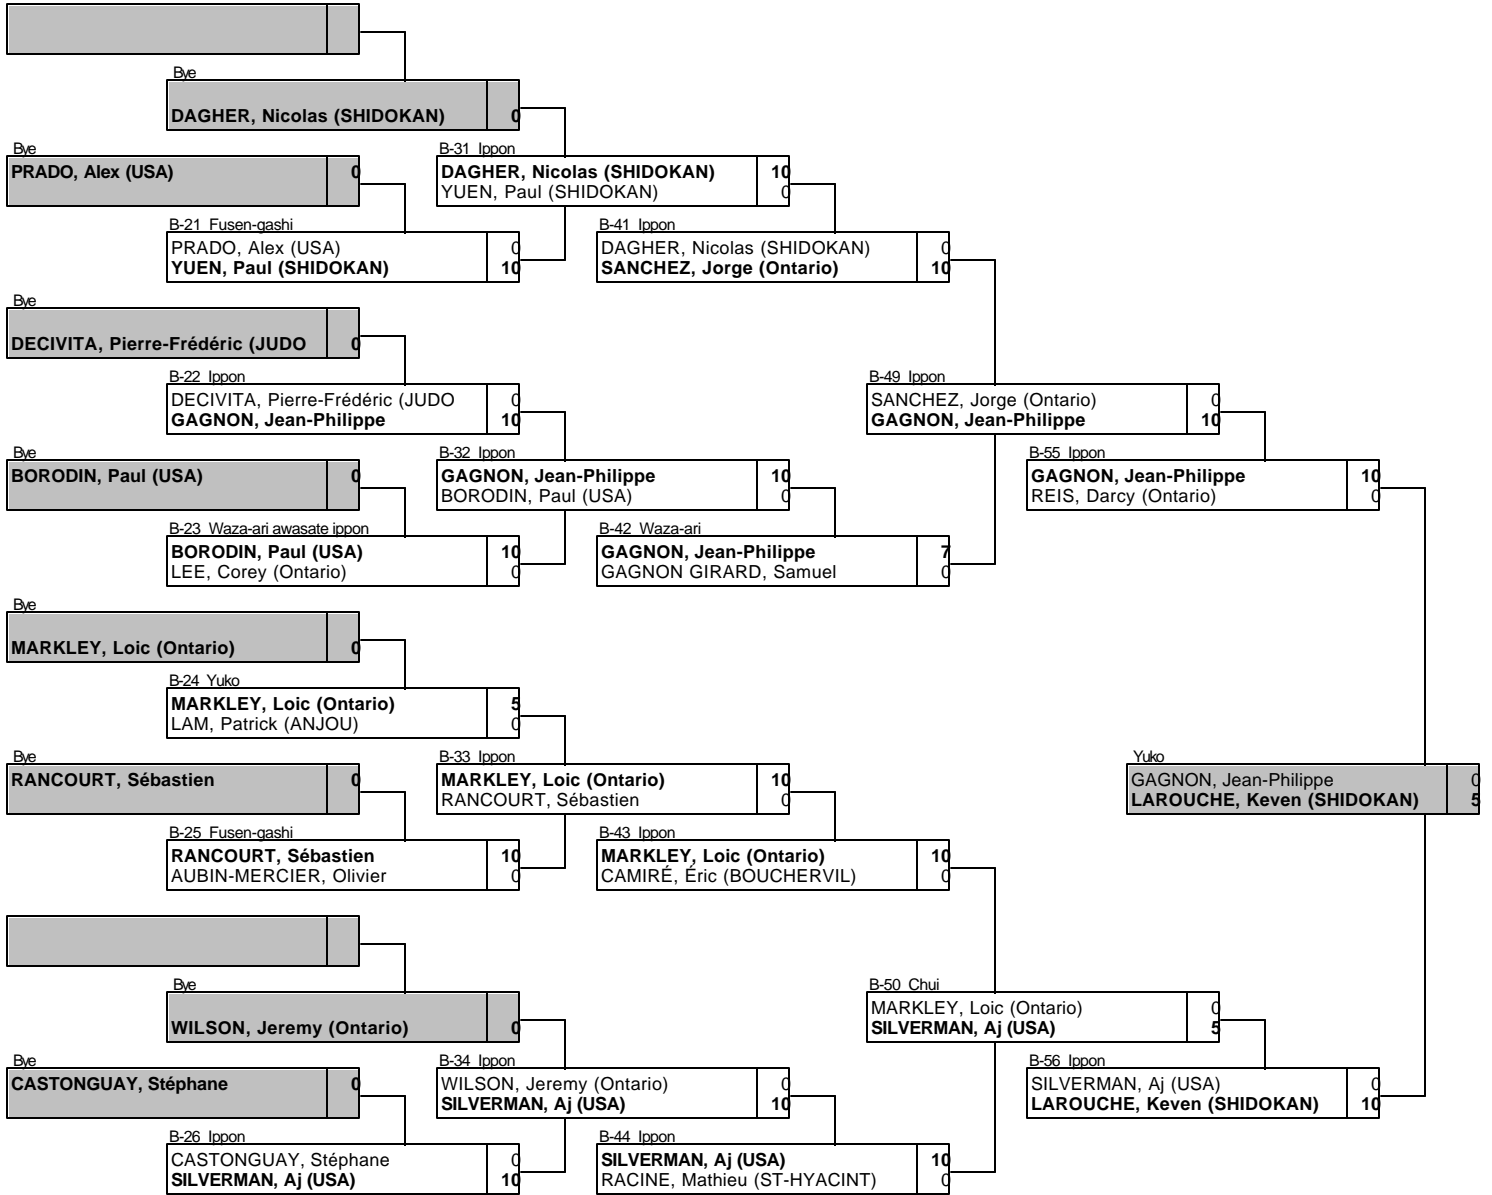 Bye
DAGHER, Nicolas (SHIDOKAN) 0
Bye
PRADO, Alex (USA) 0
B-31 Ippon
DAGHER, Nicolas (SHIDOKAN) 10
YUEN, Paul (SHIDOKAN) 0
B-21 Fusen-gashi
PRADO, Alex (USA) 0
YUEN, Paul (SHIDOKAN) 10
B-41 Ippon
DAGHER, Nicolas (SHIDOKAN) 0
SANCHEZ, Jorge (Ontario) 10
Bye
DECIVITA, Pierre-Frédéric (JUDO 0
B-22 Ippon
DECIVITA, Pierre-Frédéric (JUDO 0
GAGNON, Jean-Philippe 10
B-49 Ippon
SANCHEZ, Jorge (Ontario) 0
GAGNON, Jean-Philippe 10
Bye
BORODIN, Paul (USA) 0
B-32 Ippon
GAGNON, Jean-Philippe 10
BORODIN, Paul (USA) 0
B-55 Ippon
GAGNON, Jean-Philippe 10
REIS, Darcy (Ontario) 0
B-23 Waza-ari awasate ippon
BORODIN, Paul (USA) 10
LEE, Corey (Ontario) 0
B-42 Waza-ari
GAGNON, Jean-Philippe 7
GAGNON GIRARD, Samuel 0
Bye
MARKLEY, Loic (Ontario) 0
B-24 Yuko
MARKLEY, Loic (Ontario) 5
LAM, Patrick (ANJOU) 0
Bye
RANCOURT, Sébastien 0
B-33 Ippon
MARKLEY, Loic (Ontario) 10
RANCOURT, Sébastien 0
Yuko
GAGNON, Jean-Philippe 0
LAROUCHE, Keven (SHIDOKAN) 5
B-25 Fusen-gashi
RANCOURT, Sébastien 10
AUBIN-MERCIER, Olivier 0
B-43 Ippon
MARKLEY, Loic (Ontario) 10
CAMIRÉ, Éric (BOUCHERVIL) 0
Bye
WILSON, Jeremy (Ontario) 0
B-50 Chui
MARKLEY, Loic (Ontario) 0
SILVERMAN, Aj (USA) 5
Bye
CASTONGUAY, Stéphane 0
B-34 Ippon
WILSON, Jeremy (Ontario) 0
SILVERMAN, Aj (USA) 10
B-56 Ippon
SILVERMAN, Aj (USA) 0
LAROUCHE, Keven (SHIDOKAN) 10
B-26 Ippon
CASTONGUAY, Stéphane 0
SILVERMAN, Aj (USA) 10
B-44 Ippon
SILVERMAN, Aj (USA) 10
RACINE, Mathieu (ST-HYACINT) 0